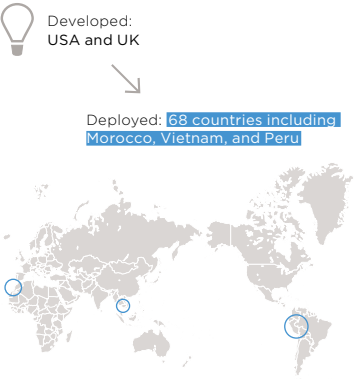 Developed:
USA and UK
Deployed: 68 countries including
Morocco, Vietnam, and Peru